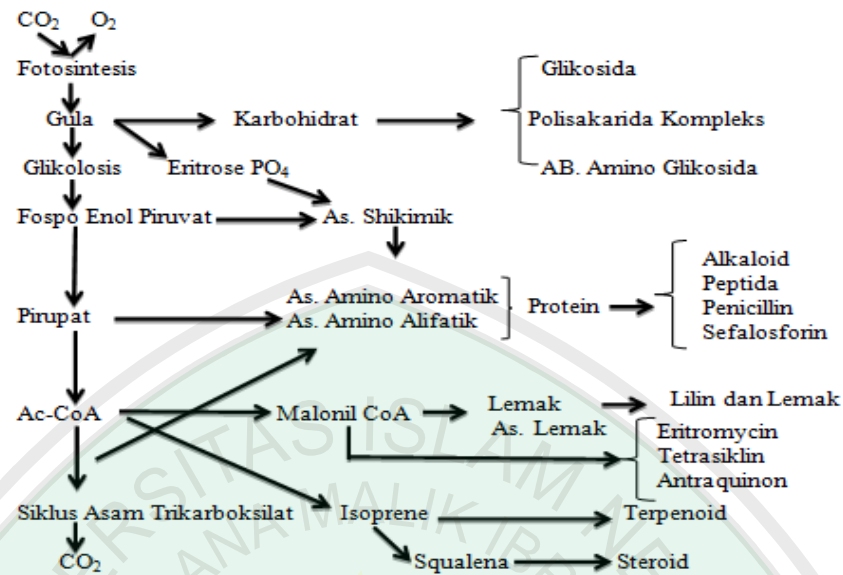 CO₂ O₂
Fotosintesis
Glikosida
Gula Karbohidrat Polisakarida Kompleks
Glikolosis Eritrose PO₄ AB. Amino Glikosida
Fospo Enol Piruvat As. Shikimik
Alkaloid
Peptida
As. Amino Aromatik Protein Penicillin
Pirupat As. Amino Alifatik Sefalosforin
Lilin dan Lemak
Ac-CoA Malonil CoA Lemak
As. Lemak Eritromycin
Tetrasiklin
Antraquinon
Siklus Asam Trikarboksilat Isoprene Terpenoid
CO₂ Squalena Steroid